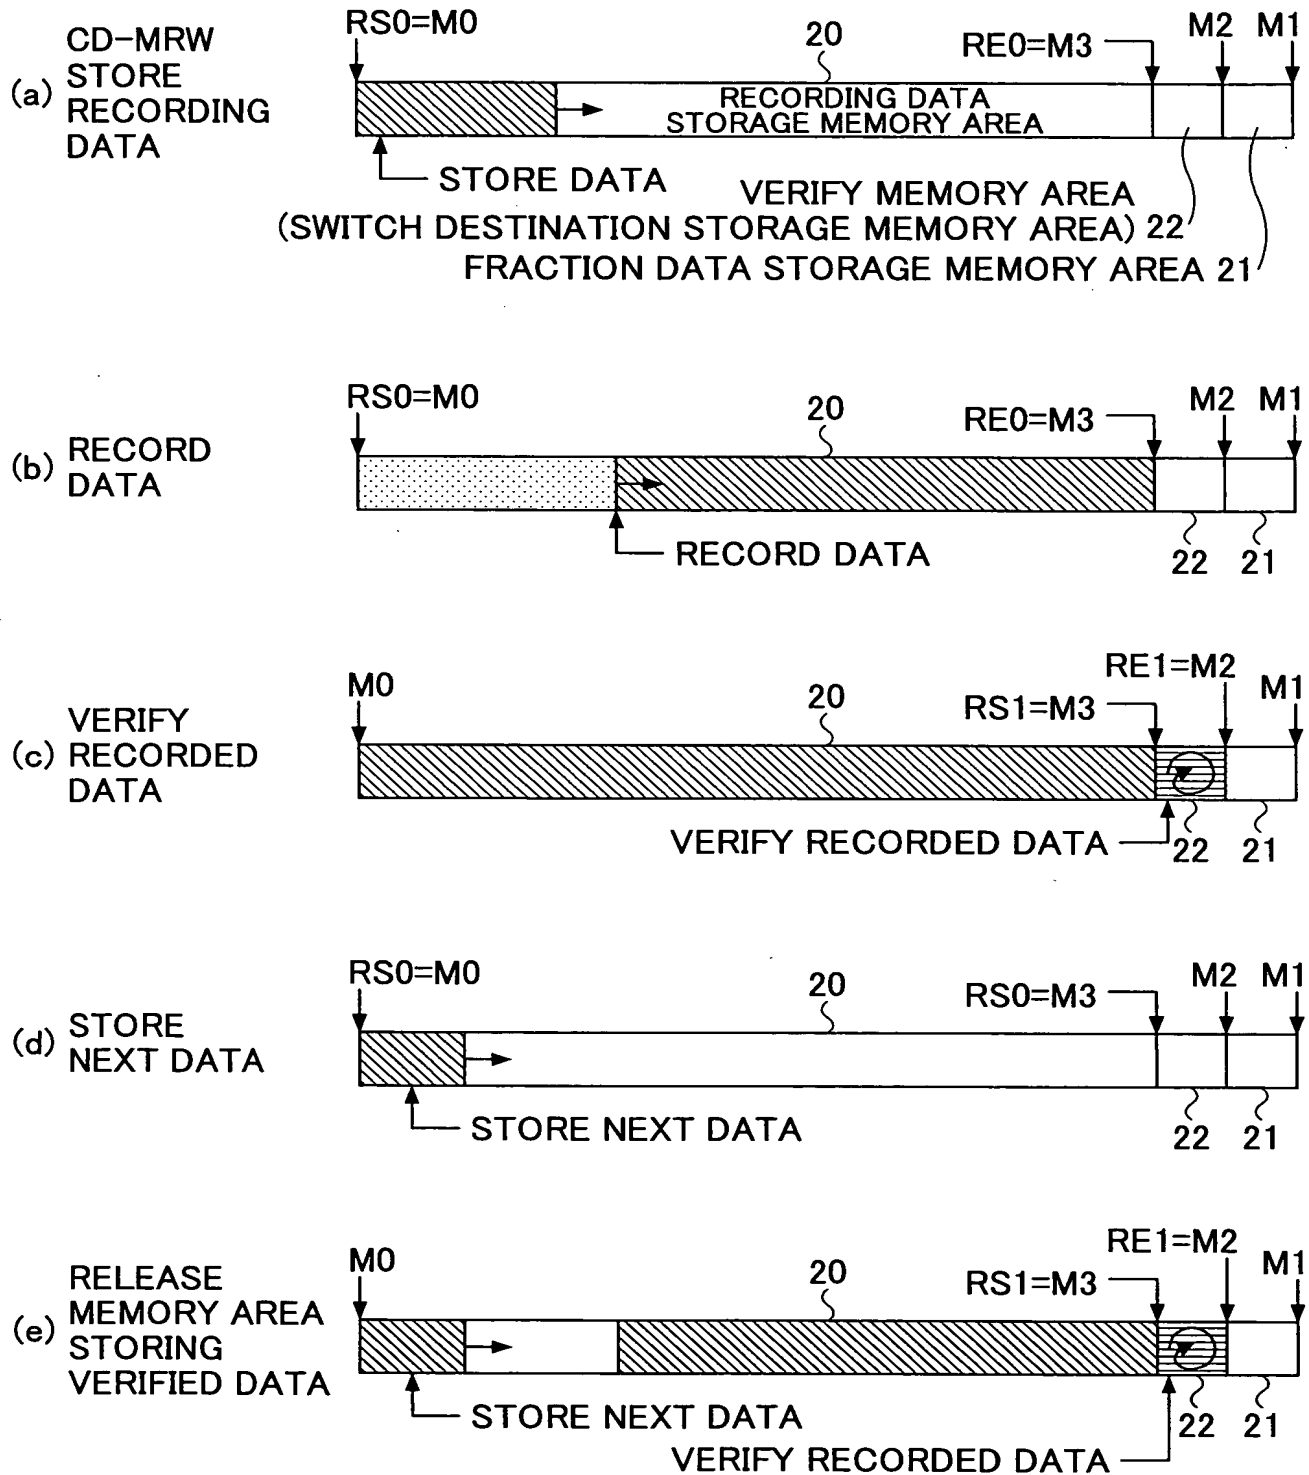 (a) CD-MRW
STORE
RECORDING
DATA
RS0=M0
20
RE0=M3
M2
M1
RECORDING DATA
STORAGE MEMORY AREA
STORE DATA
VERIFY MEMORY AREA
(SWITCH DESTINATION STORAGE MEMORY AREA) 22
FRACTION DATA STORAGE MEMORY AREA 21
(b) RECORD
DATA
RS0=M0
20
RE0=M3
M2
M1
RECORD DATA
22
21
(c) VERIFY
RECORDED
DATA
M0
20
RS1=M3
RE1=M2
M1
VERIFY RECORDED DATA
22
21
(d) STORE
NEXT DATA
RS0=M0
20
RS0=M3
M2
M1
STORE NEXT DATA
22
21
(e) RELEASE
MEMORY AREA
STORING
VERIFIED DATA
M0
20
RS1=M3
RE1=M2
M1
STORE NEXT DATA
22
21
VERIFY RECORDED DATA